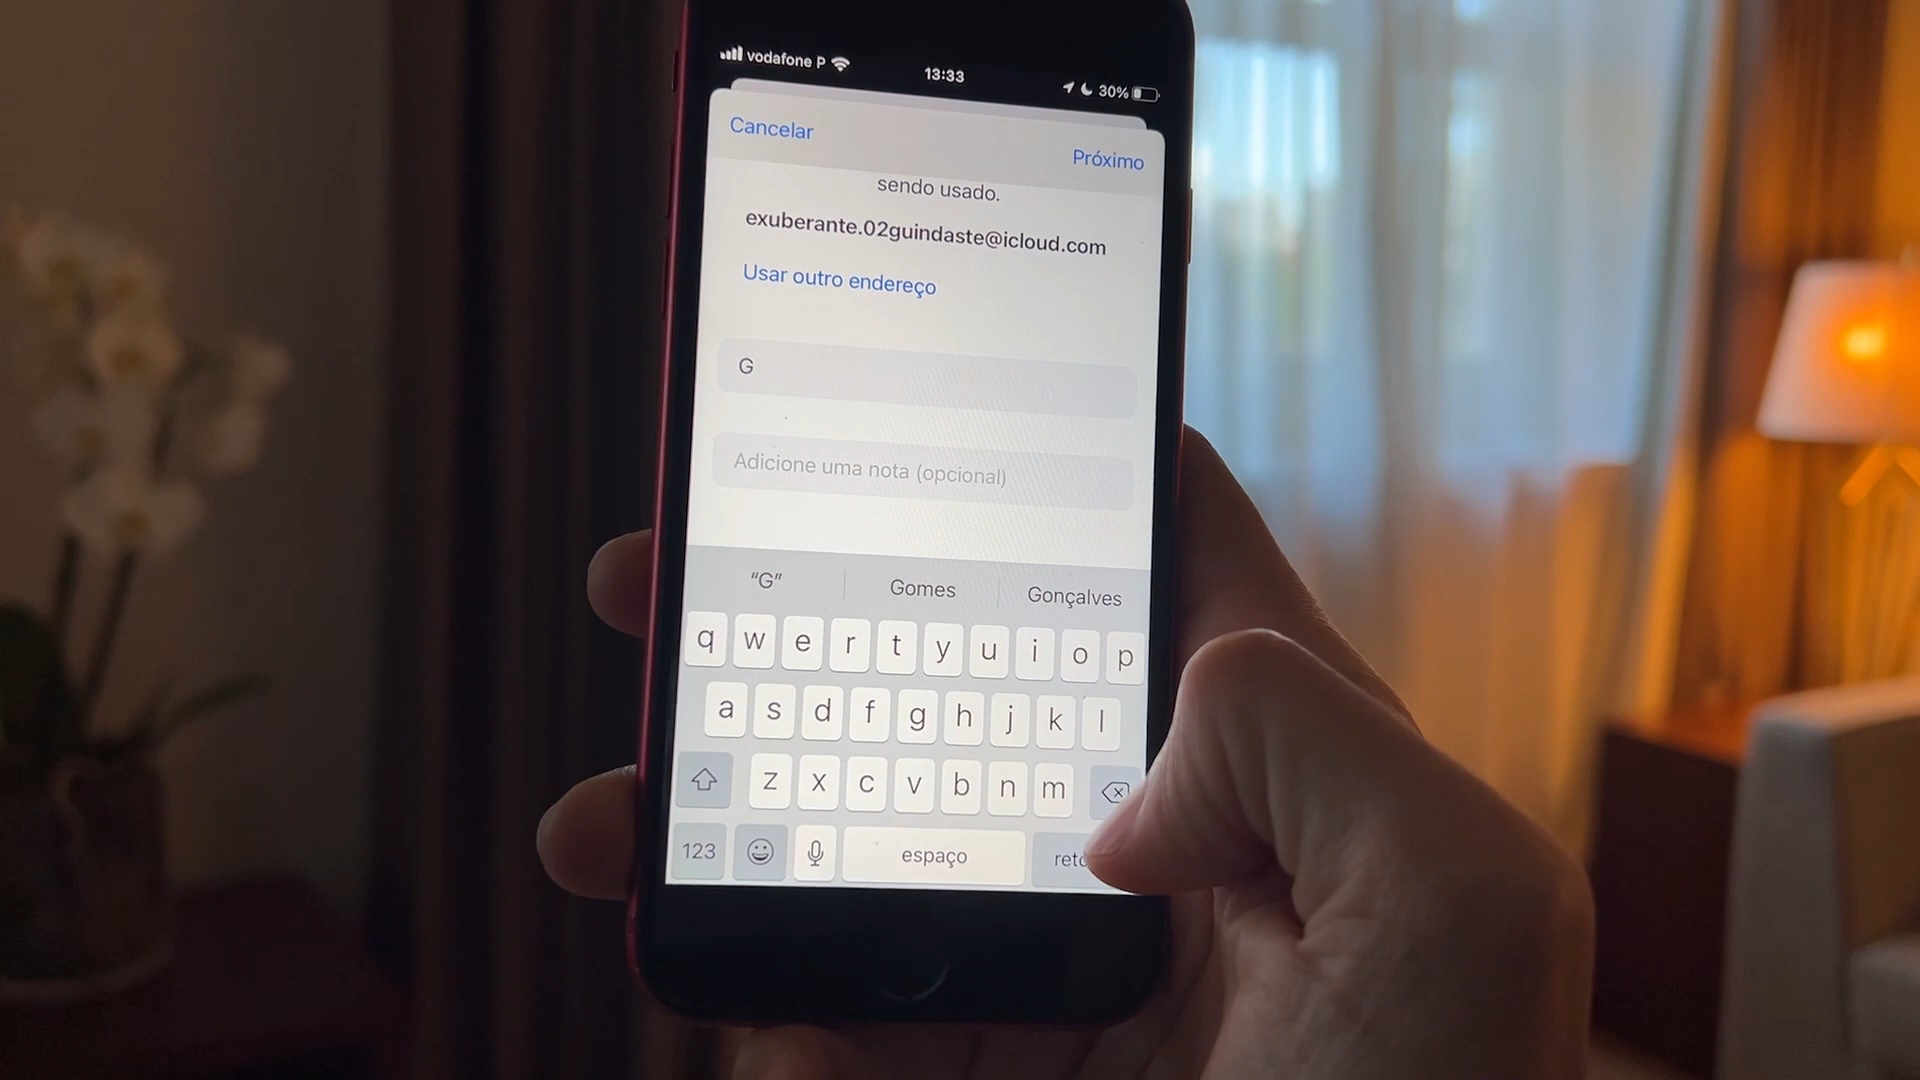 vodafone P
13:33
30%
Cancelar
Próximo
sendo usado.
exuberante.02guindaste@icloud.com
Usar outro endereço
G
Adicione uma nota (opcional)
“G”
Gomes
Gonçalves
q w e r t y u i o p
a s d f g h j k l
z x c v b n m
123
espaço